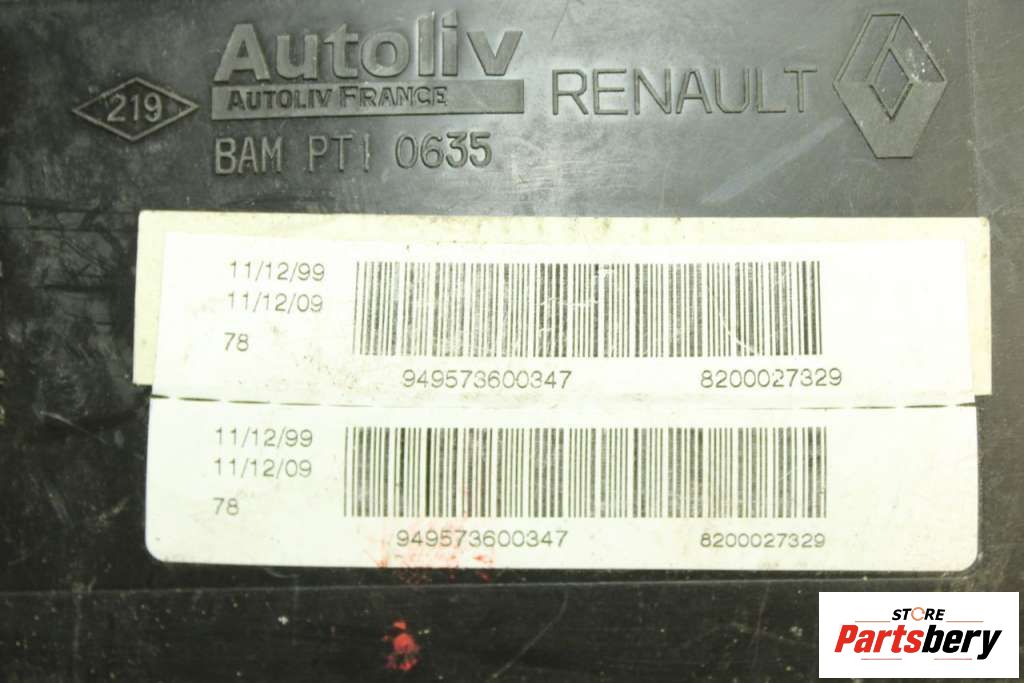 Autoliv
AUTOLIV FRANCE
RENAULT
219
BAM PT1 0635
11/12/99
11/12/09
78
949573600347 8200027329
11/12/99
11/12/09
78
949573600347 8200027329
STORE
Partsbery